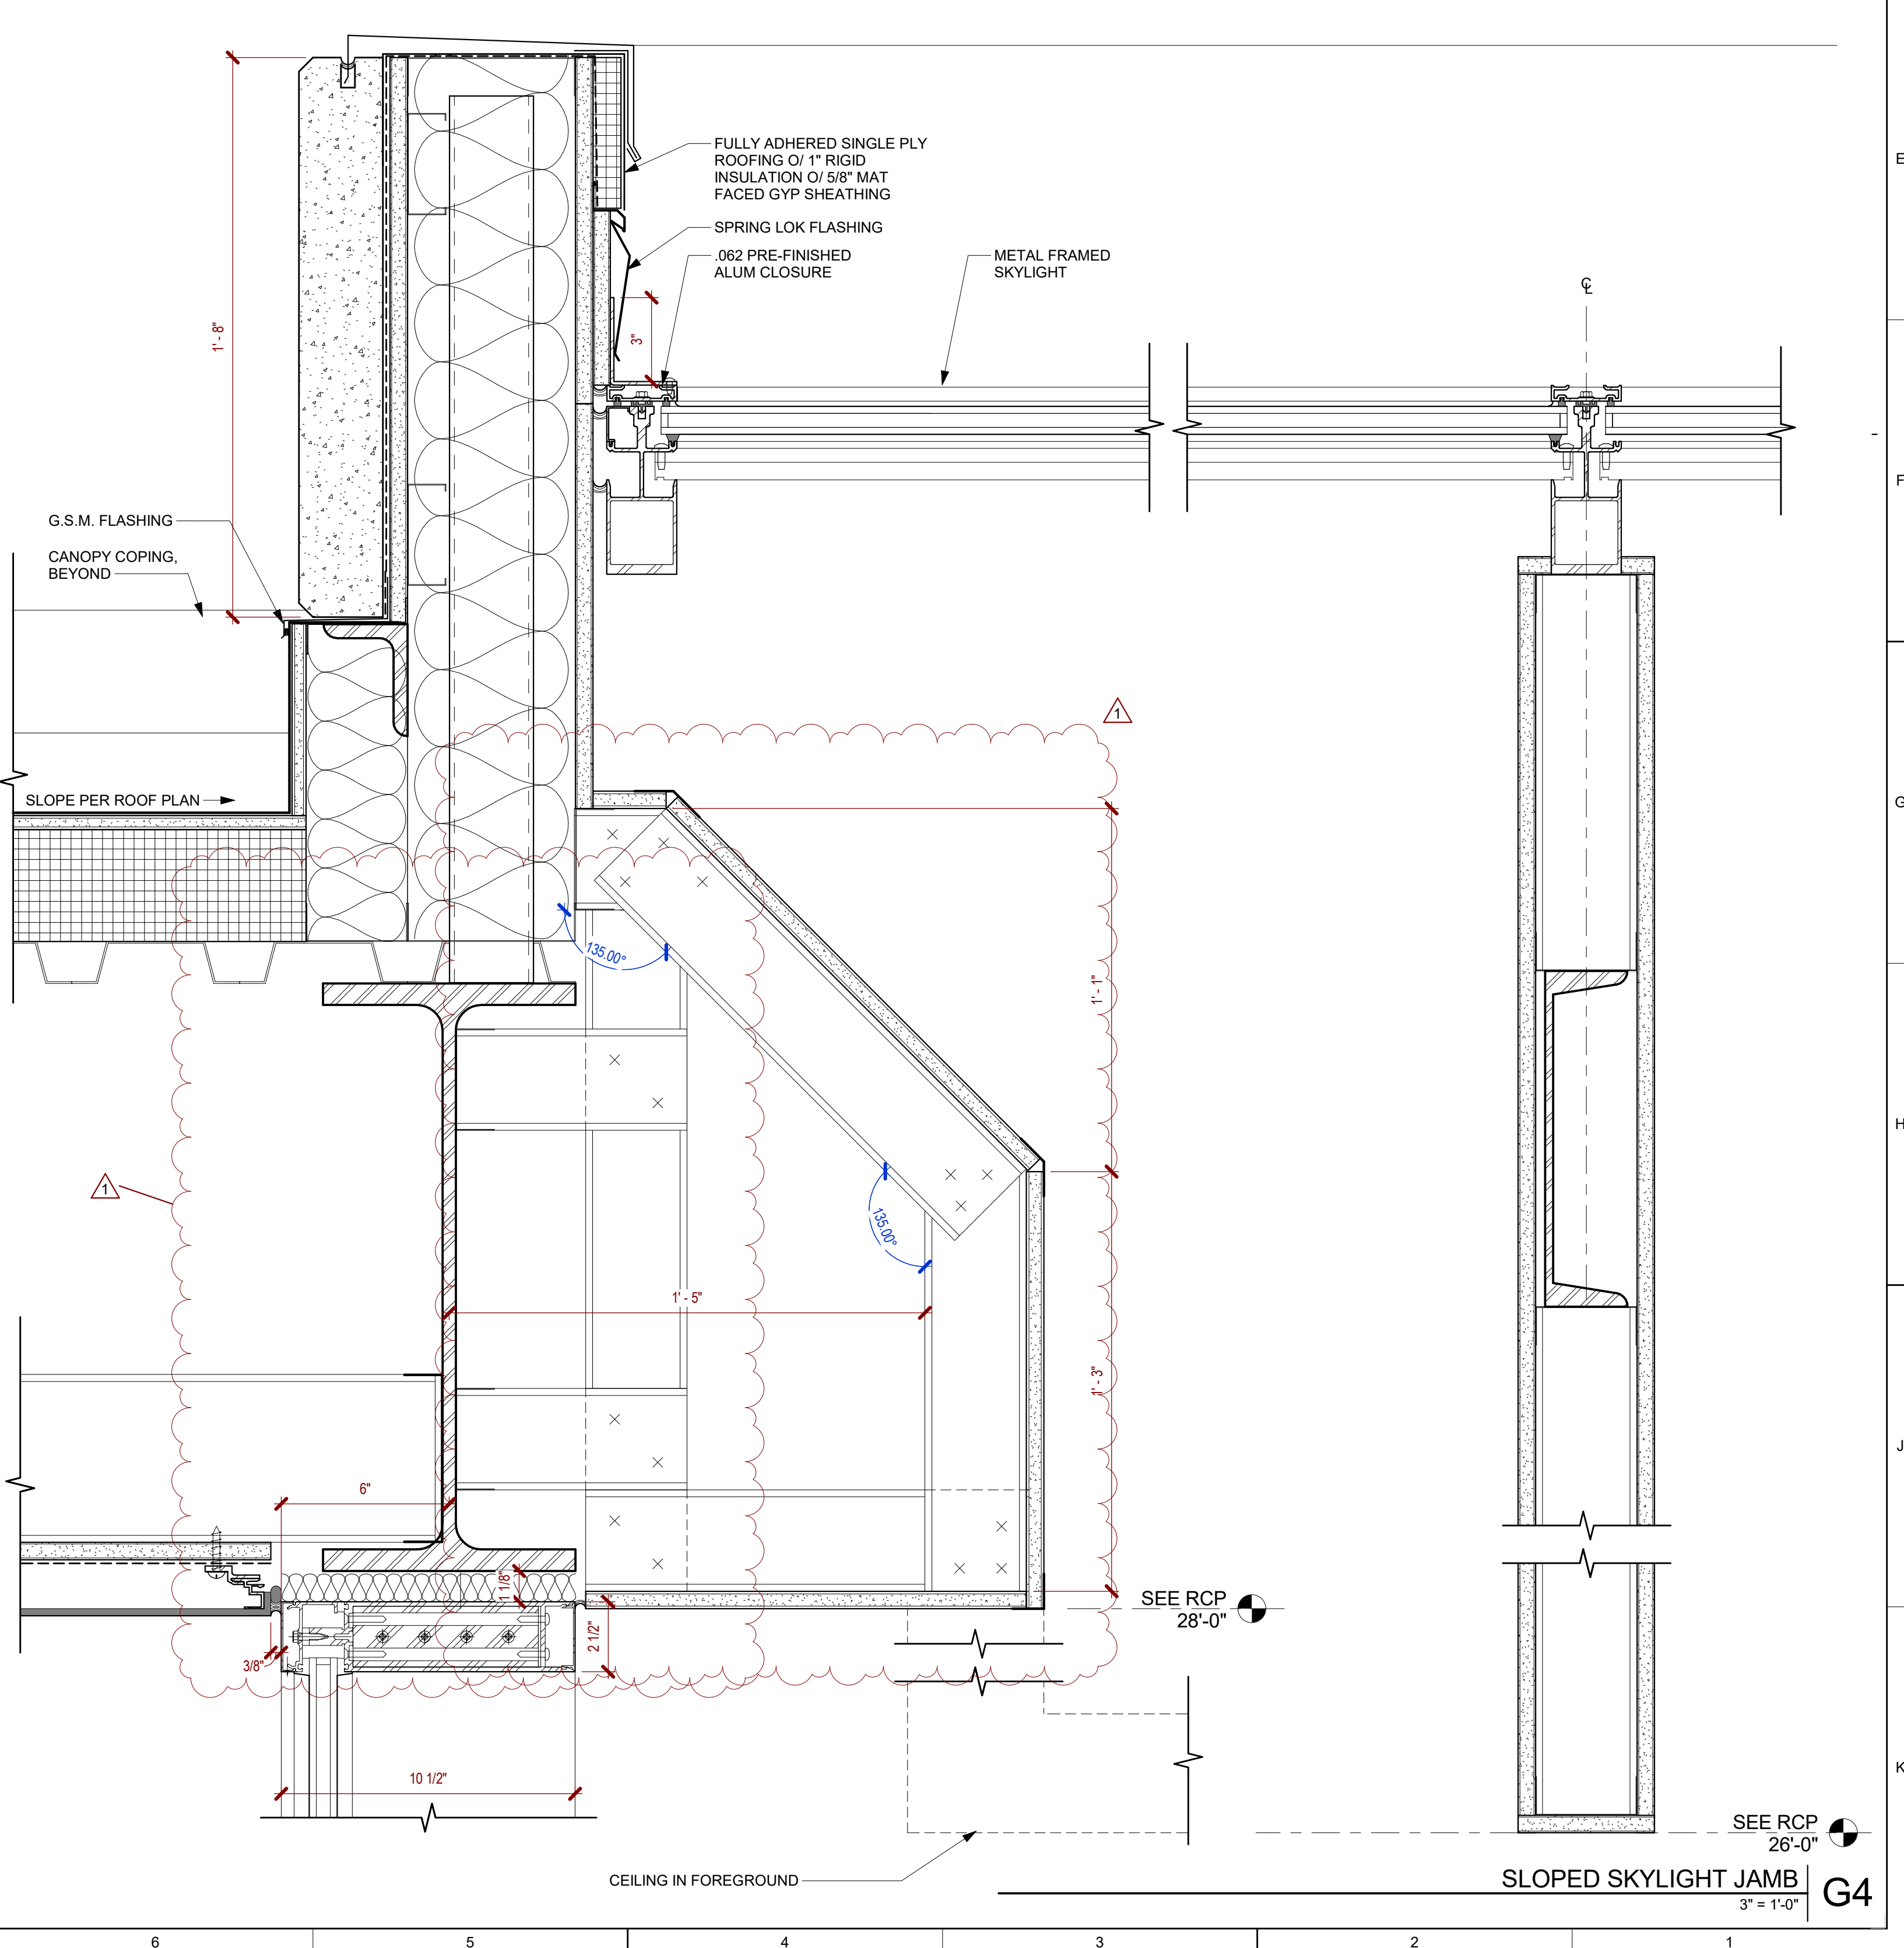 E
FULLY ADHERED SINGLE PLY
ROOFING O/ 1" RIGID
INSULATION O/ 5/8" MAT
FACED GYP SHEATHING
SPRING LOK FLASHING
.062 PRE-FINISHED
ALUM CLOSURE
METAL FRAMED
SKYLIGHT
℄
1' - 8"
3"
F
G.S.M. FLASHING
CANOPY COPING,
BEYOND
1
SLOPE PER ROOF PLAN
G
135.00°
1' - 1"
H
1
135.00°
1' - 5"
1' - 3"
J
6"
1 1/8"
SEE RCP
28'-0"
2 1/2"
3/8"
10 1/2"
K
SEE RCP
26'-0"
CEILING IN FOREGROUND
SLOPED SKYLIGHT JAMB
3" = 1'-0"
G4
6
5
4
3
2
1